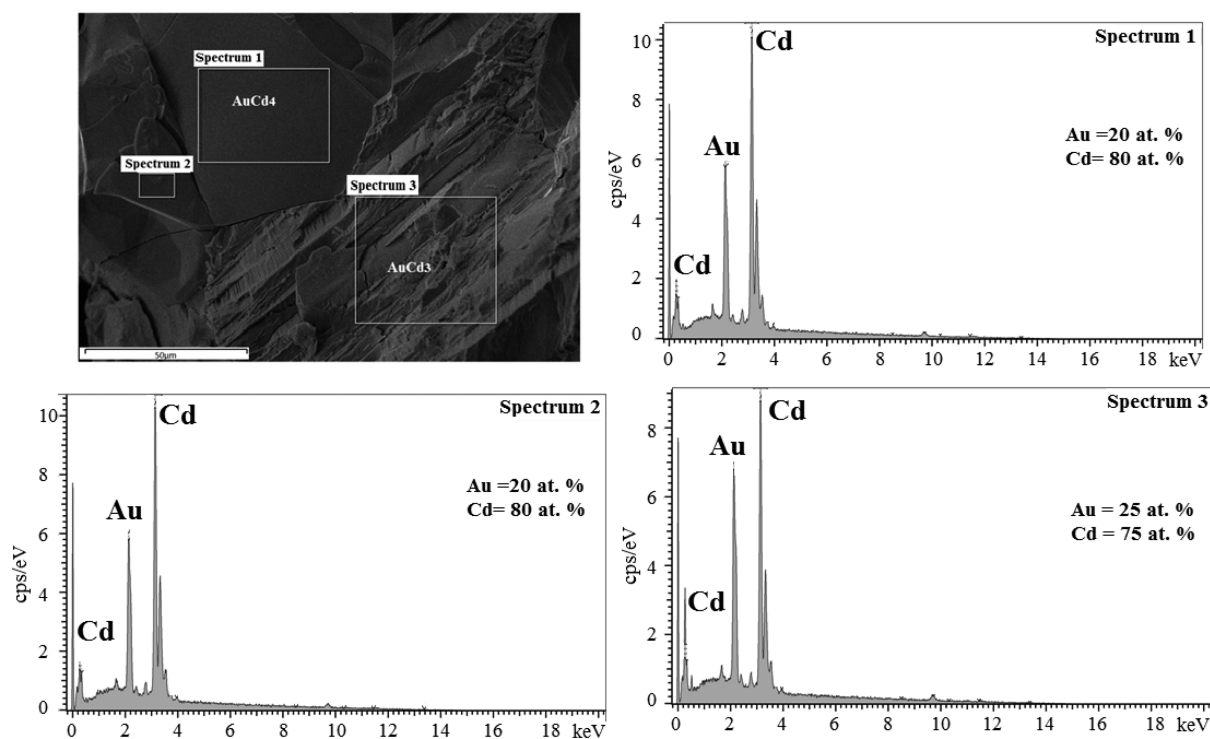 Spectrum 1
AuCd4
Spectrum 2
Spectrum 3
AuCd3
50µm
Spectrum 1
Cd
Au =20 at. %
Cd= 80 at. %
Au
Cd
cps/eV
10
8
6
4
2
0
0 2 4 6 8 10 12 14 16 18 keV
Spectrum 2
Cd
Au =20 at. %
Cd= 80 at. %
Au
Cd
cps/eV
10
8
6
4
2
0
0 2 4 6 8 10 12 14 16 18 keV
Spectrum 3
Cd
Au
Au = 25 at. %
Cd = 75 at. %
Cd
cps/eV
8
6
4
2
0
0 2 4 6 8 10 12 14 16 18 keV